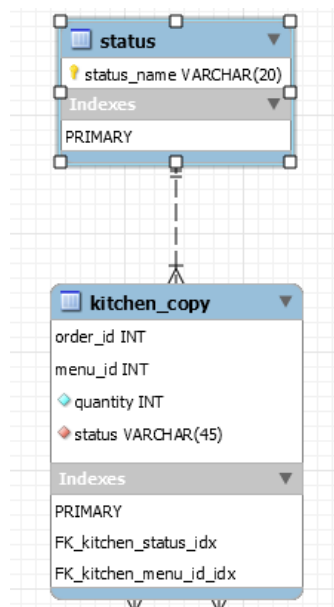 status
status_name VARCHAR(20)
Indexes
PRIMARY
kitchen_copy
order_id INT
menu_id INT
quantity INT
status VARCHAR(45)
Indexes
PRIMARY
FK_kitchen_status_idx
FK_kitchen_menu_id_idx